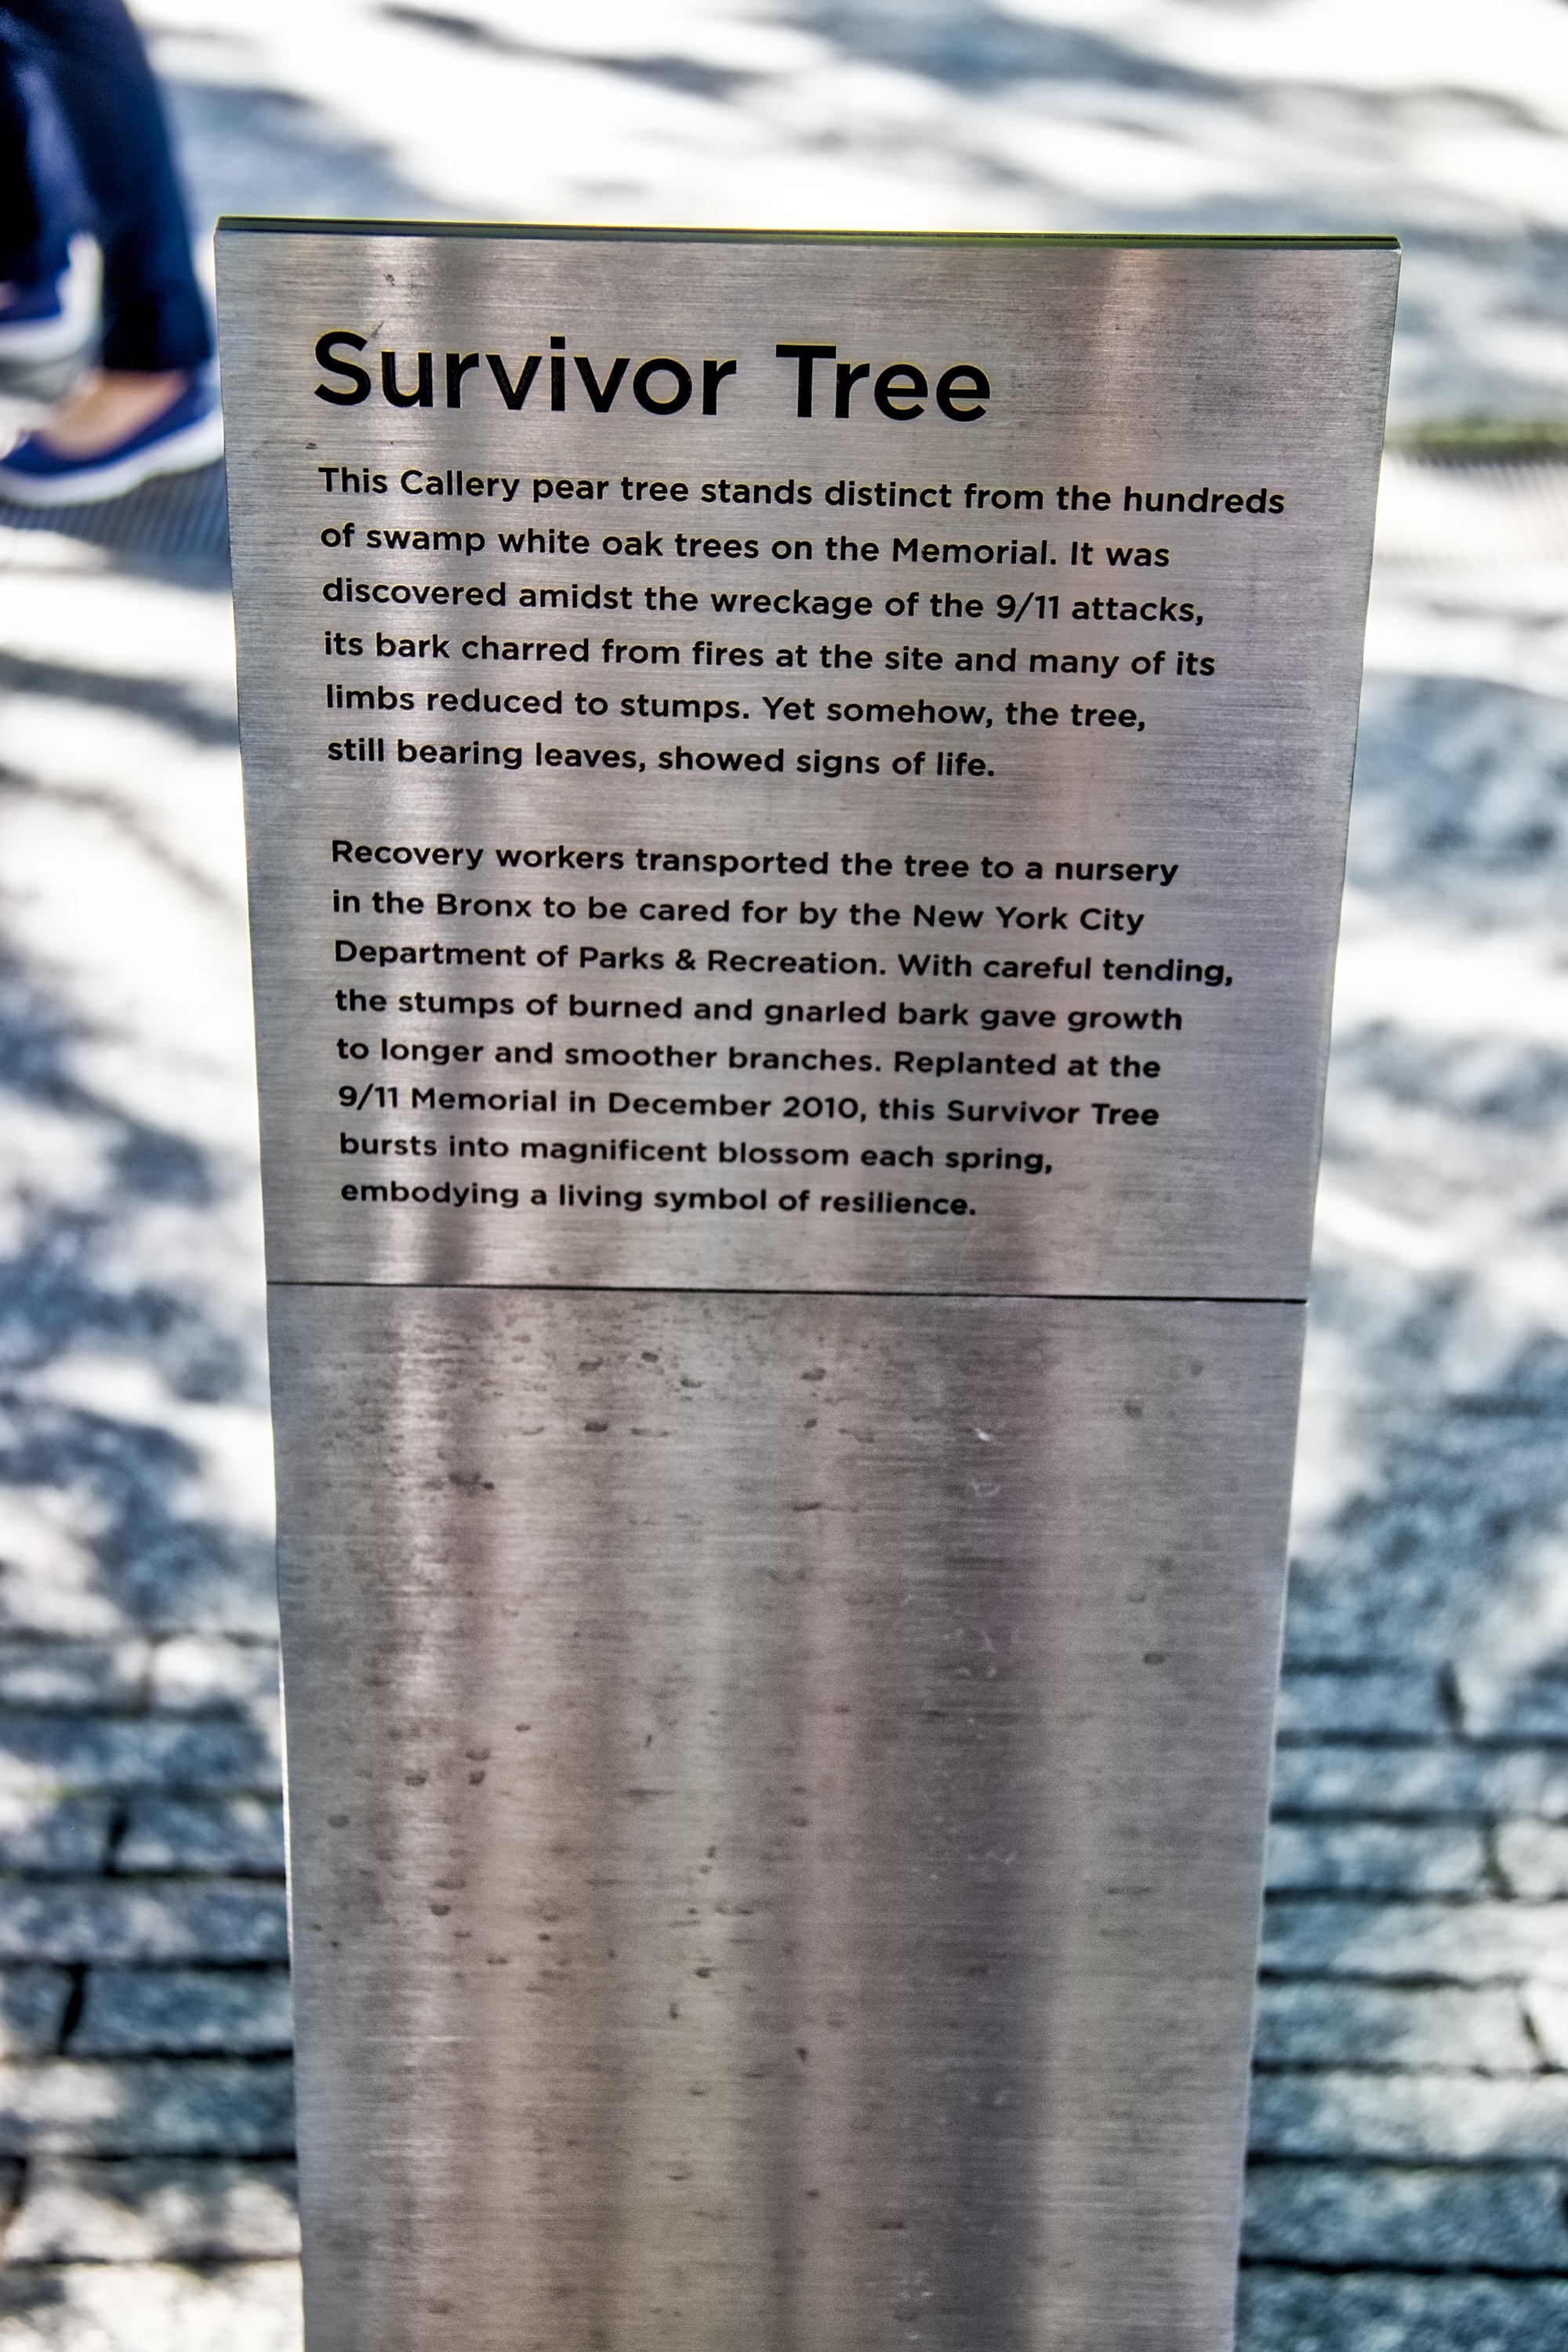 Survivor Tree
This Callery pear tree stands distinct from the hundreds
of swamp white oak trees on the Memorial. It was
discovered amidst the wreckage of the 9/11 attacks,
its bark charred from fires at the site and many of its
limbs reduced to stumps. Yet somehow, the tree,
still bearing leaves, showed signs of life.
Recovery workers transported the tree to a nursery
in the Bronx to be cared for by the New York City
Department of Parks & Recreation. With careful tending,
the stumps of burned and gnarled bark gave growth
to longer and smoother branches. Replanted at the
9/11 Memorial in December 2010, this Survivor Tree
bursts into magnificent blossom each spring,
embodying a living symbol of resilience.